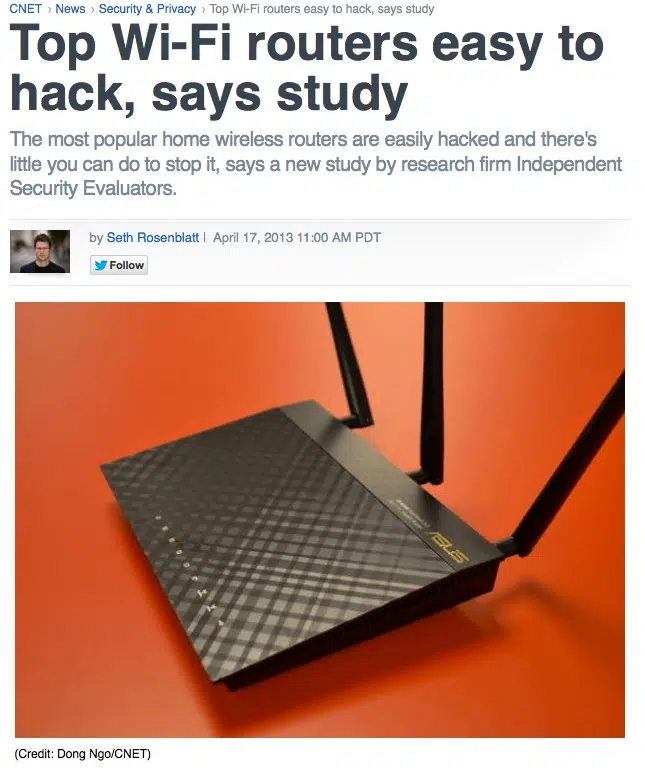 CNET › News › Security & Privacy › Top Wi-Fi routers easy to hack, says study
Top Wi-Fi routers easy to
hack, says study
The most popular home wireless routers are easily hacked and there's
little you can do to stop it, says a new study by research firm Independent
Security Evaluators.
by Seth Rosenblatt | April 17, 2013 11:00 AM PDT
Follow
ASUS
(Credit: Dong Ngo/CNET)